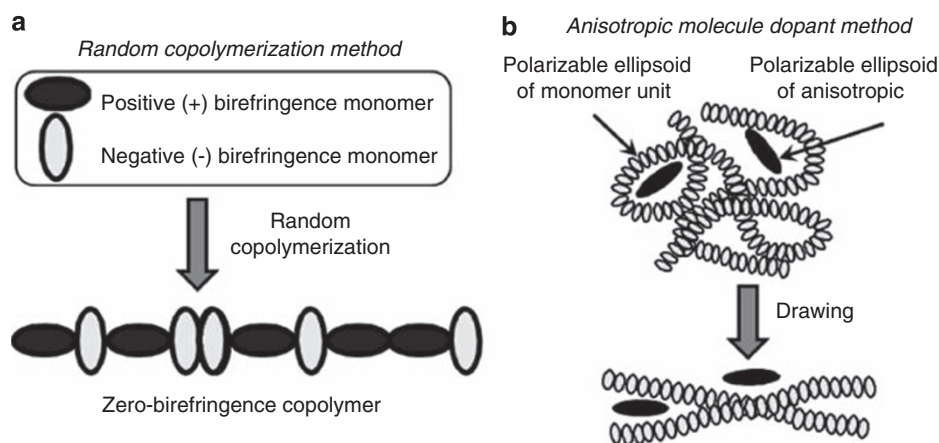 a
Random copolymerization method
Positive (+) birefringence monomer
Negative (-) birefringence monomer
Random
copolymerization
Zero-birefringence copolymer
b
Anisotropic molecule dopant method
Polarizable ellipsoid
of monomer unit
Polarizable ellipsoid
of anisotropic
Drawing